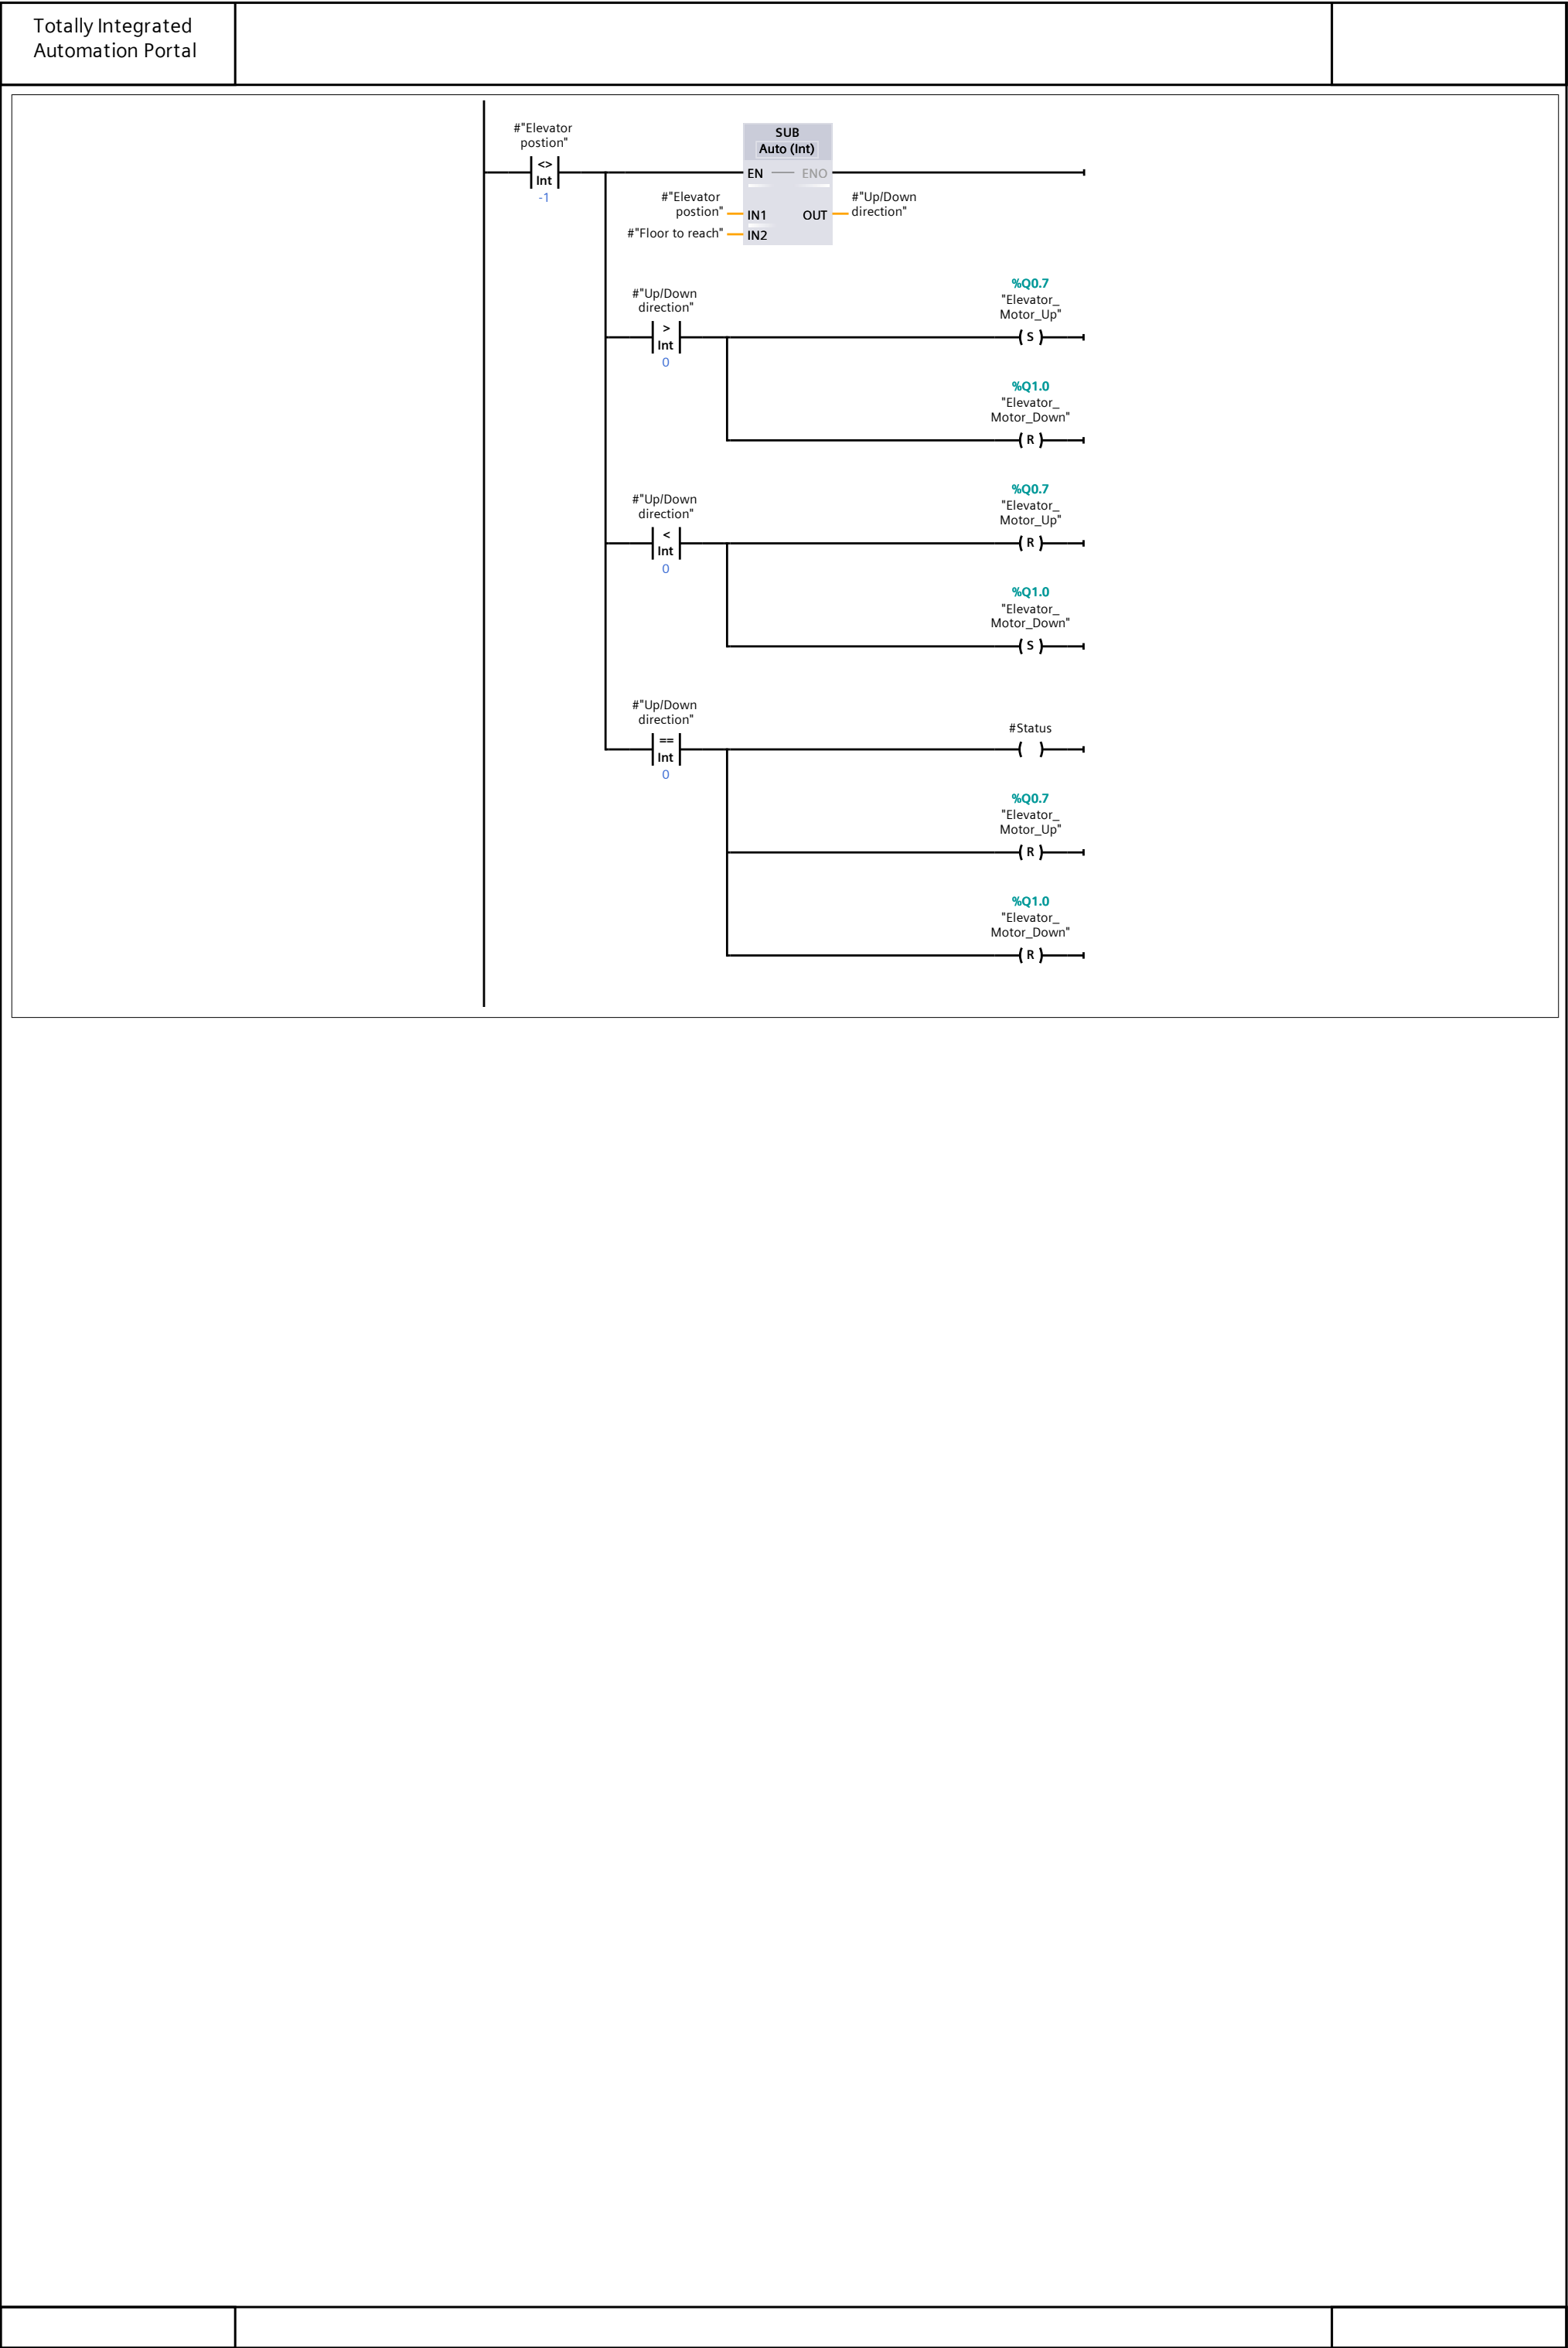 Totally Integrated
Automation Portal
#"Elevator
postion"
<>
Int
-1
SUB
Auto (Int)
EN
ENO
#"Elevator
postion"
IN1
OUT
#"Up/Down
direction"
#"Floor to reach"
IN2
#"Up/Down
direction"
>
Int
0
%Q0.7
"Elevator_
Motor_Up"
( S )
%Q1.0
"Elevator_
Motor_Down"
( R )
#"Up/Down
direction"
<
Int
0
%Q0.7
"Elevator_
Motor_Up"
( R )
%Q1.0
"Elevator_
Motor_Down"
( S )
#"Up/Down
direction"
==
Int
0
#Status
( )
%Q0.7
"Elevator_
Motor_Up"
( R )
%Q1.0
"Elevator_
Motor_Down"
( R )